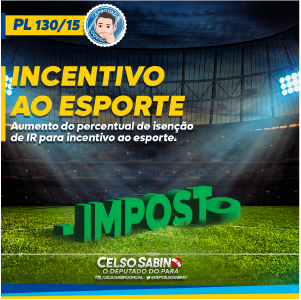 PL 130/15
INCENTIVO
AO ESPORTE
Aumento do percentual de isenção
de IR para incentivo ao esporte.
-IMPOSTO
CELSO SABINO
O DEPUTADO DO PARÁ